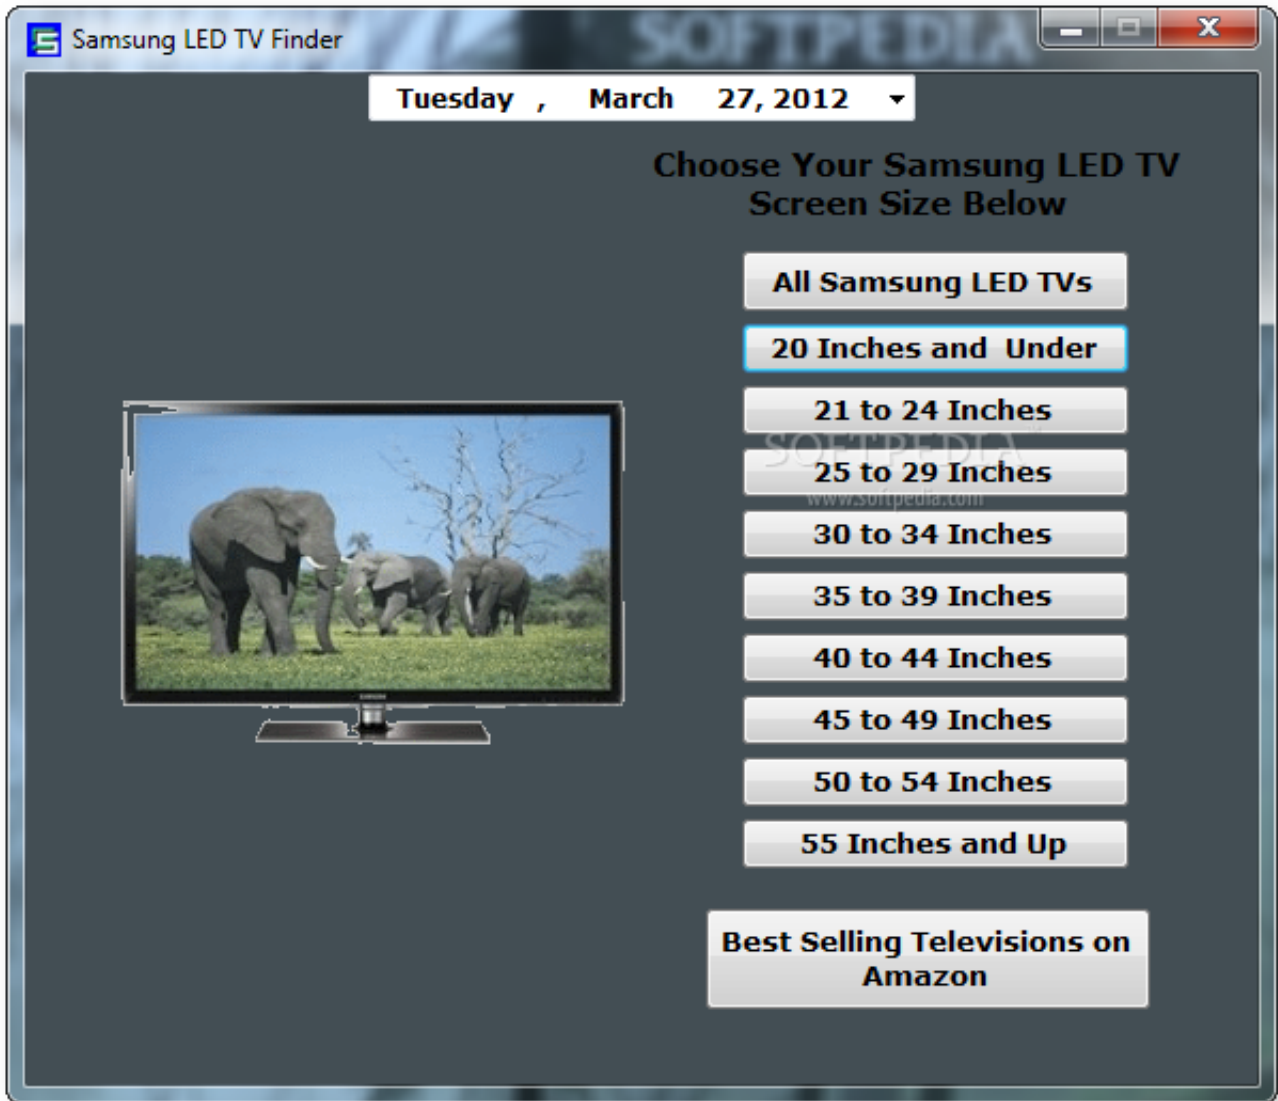 Samsung LED TV Finder
SOFTPEDIA
Tuesday , March 27, 2012
Choose Your Samsung LED TV
Screen Size Below
All Samsung LED TVs
20 Inches and  Under
21 to 24 Inches
SOFTPEDIA
25 to 29 Inches
www.softpedia.com
30 to 34 Inches
35 to 39 Inches
40 to 44 Inches
45 to 49 Inches
50 to 54 Inches
55 Inches and Up
Best Selling Televisions on
Amazon